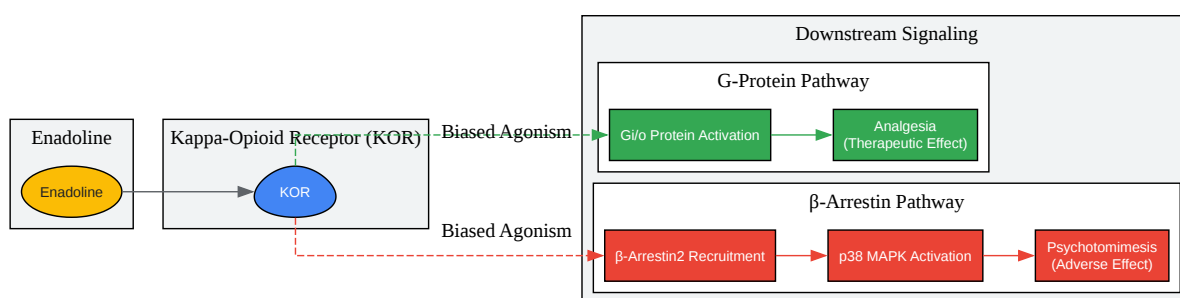 Downstream Signaling
G-Protein Pathway
Enadoline
Kappa-Opioid Receptor (KOR)
Biased Agonism
Gi/o Protein Activation
Analgesia
(Therapeutic Effect)
Enadoline
KOR
β-Arrestin Pathway
Biased Agonism
β-Arrestin2 Recruitment
p38 MAPK Activation
Psychotomimesis
(Adverse Effect)